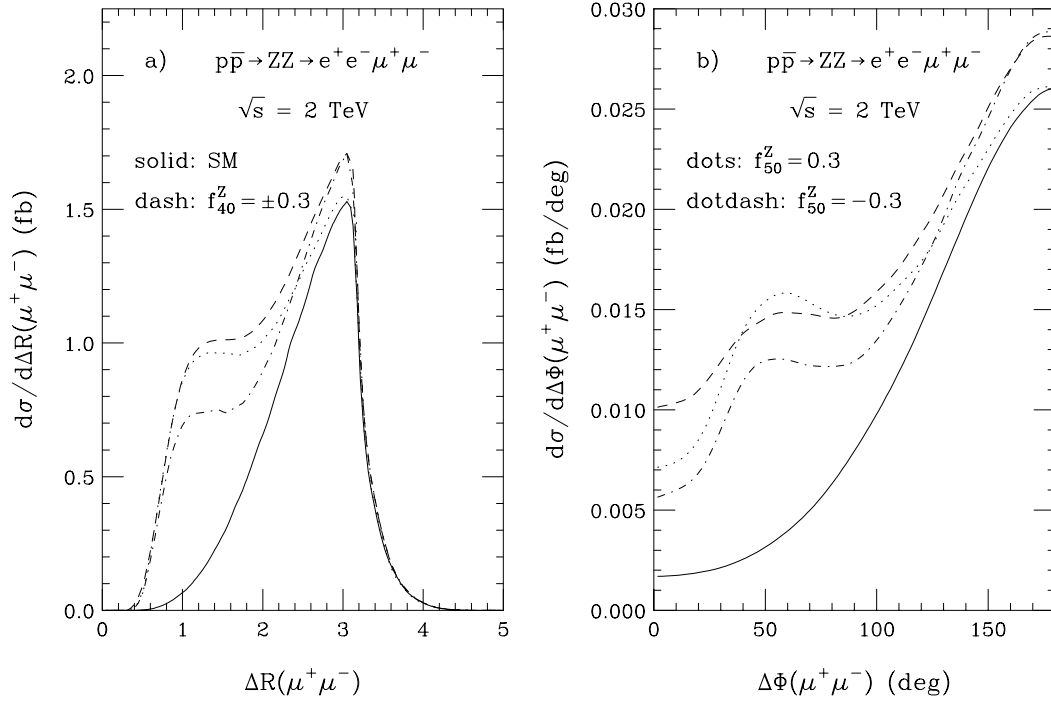 a) pp̅→ZZ→e⁺e⁻μ⁺μ⁻
√s = 2 TeV
solid: SM
dash: f₄₀^Z=±0.3
dσ/dΔR(μ⁺μ⁻) (fb)
2.0
1.5
1.0
0.5
0.0
0 1 2 3 4 5
ΔR(μ⁺μ⁻)
b) pp̅→ZZ→e⁺e⁻μ⁺μ⁻
√s = 2 TeV
dots: f₅₀^Z=0.3
dotdash: f₅₀^Z=−0.3
dσ/dΔΦ(μ⁺μ⁻) (fb/deg)
0.030
0.025
0.020
0.015
0.010
0.005
0.000
0 50 100 150
ΔΦ(μ⁺μ⁻) (deg)